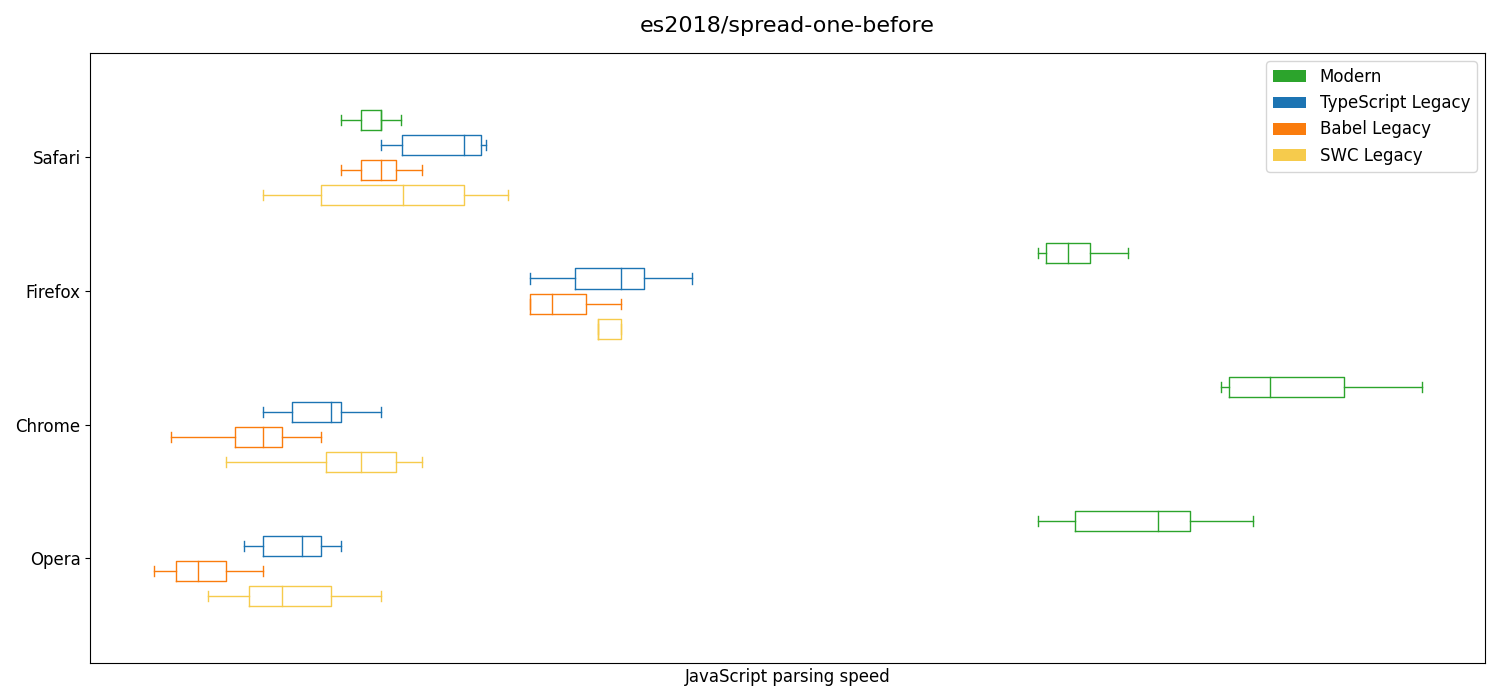 es2018/spread-one-before
Modern
TypeScript Legacy
Babel Legacy
SWC Legacy
Safari
Firefox
Chrome
Opera
JavaScript parsing speed